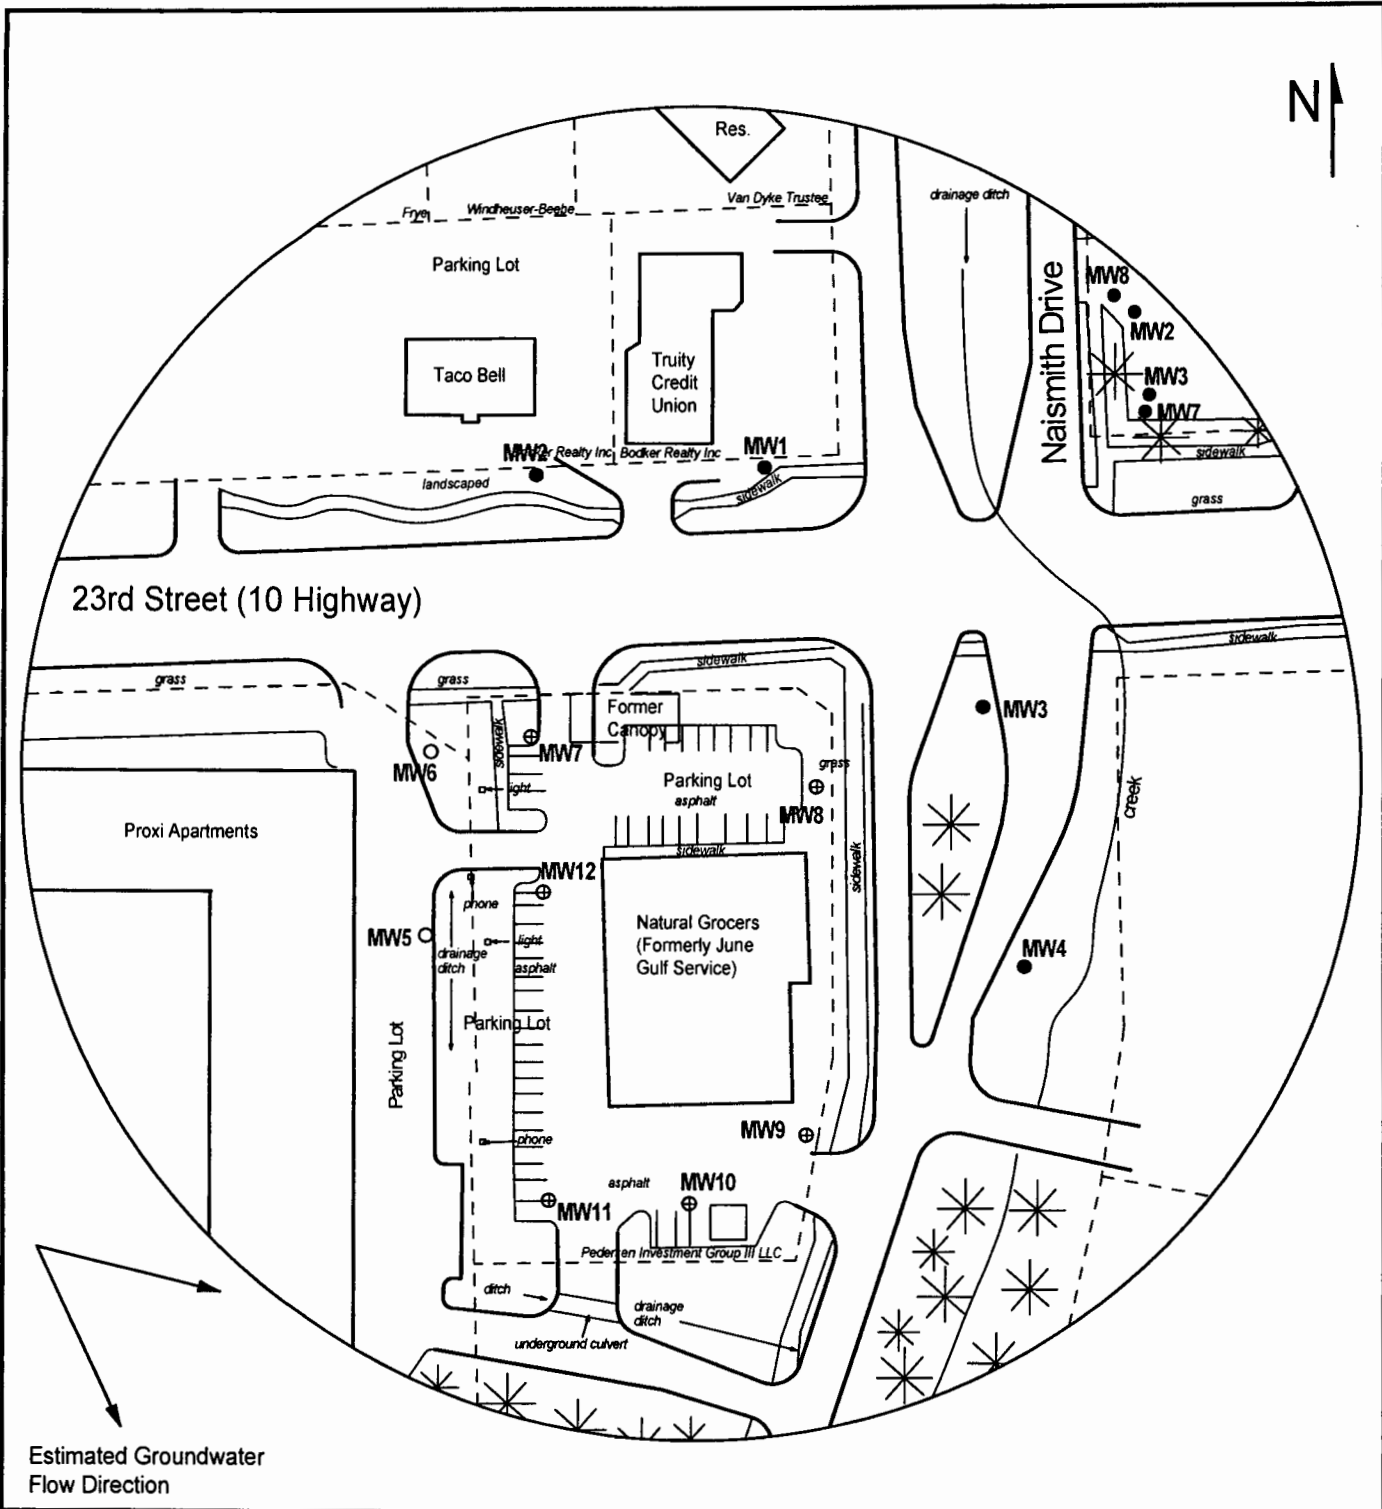 N
Res.
drainage ditch
Frye
Windheuser-Beebe
Van Dyke Trustee
Parking Lot
Naismith Drive
MW8
MW2
Taco Bell
Truity
Credit
Union
MW3
MW7
MW2
er Realty Inc
Bodker Realty Inc
MW1
sidewalk
landscaped
sidewalk
grass
23rd Street (10 Highway)
sidewalk
grass
grass
sidewalk
Former
Canopy
MW3
sidewalk
MW7
MW6
light
Parking Lot
asphalt
grass
MW8
creek
Proxi Apartments
sidewalk
sidewalk
MW12
phone
Natural Grocers
(Formerly June
Gulf Service)
MW5
light
drainage
ditch
asphalt
MW4
Parking Lot
Parking Lot
phone
MW9
asphalt
MW10
MW11
Pedersen Investment Group III LLC
ditch
drainage
ditch
underground culvert
Estimated Groundwater
Flow Direction